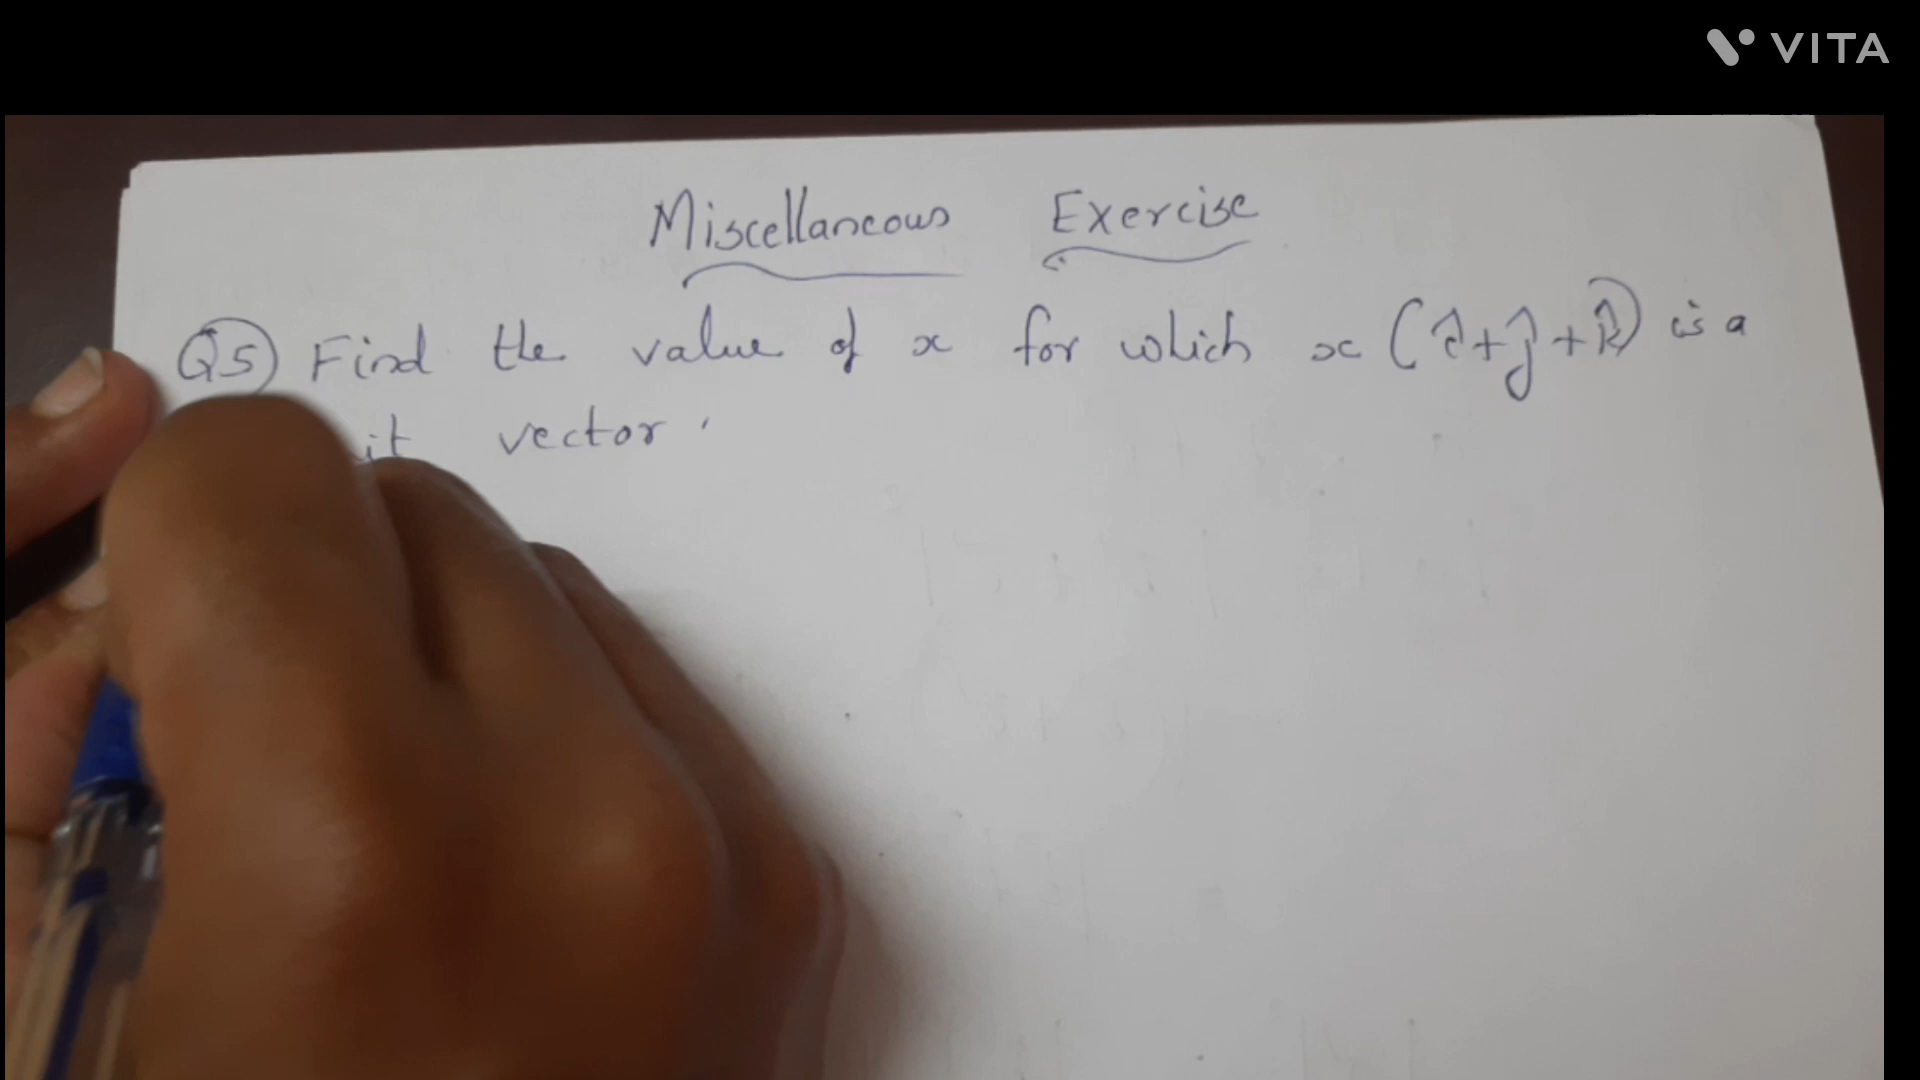 VITA
Miscellaneous Exercise
Q5 Find the value of x for which x (î+ĵ+k̂) is a
vector.